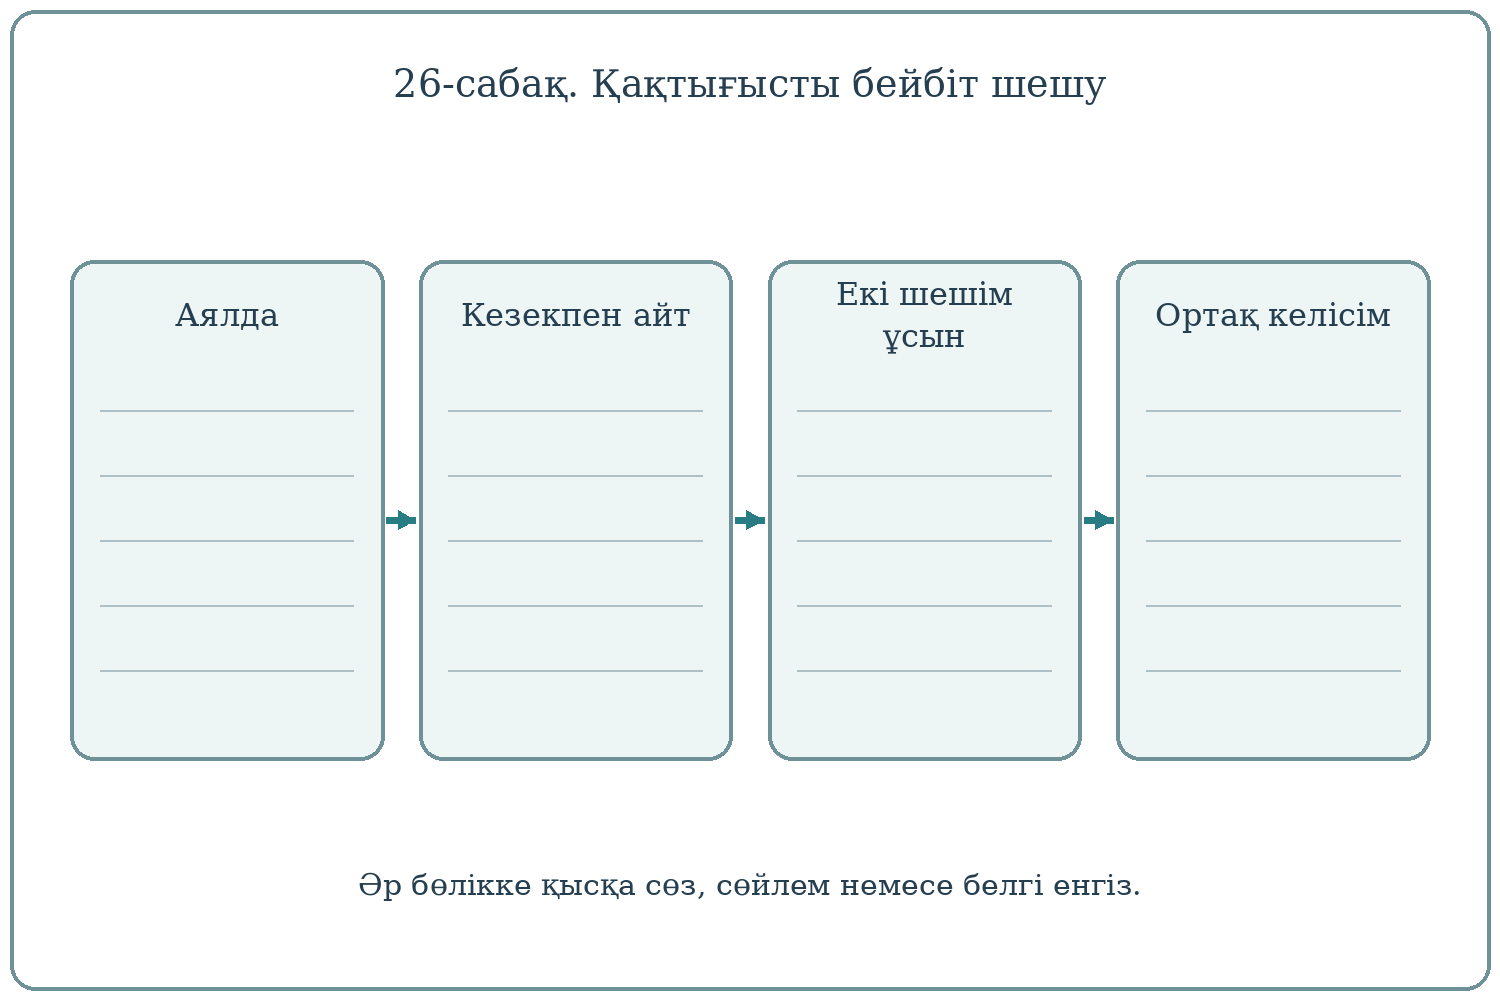 26-сабақ. Қақтығысты бейбіт шешу
Аялда
Кезекпен айт
Екі шешім
ұсын
Ортақ келісім
Әр бөлікке қысқа сөз, сөйлем немесе белгі енгіз.